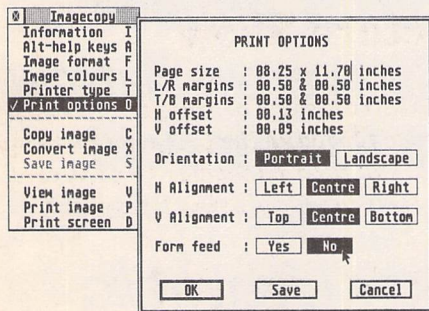 Imagecopy
Information I
Alt-help keys A
Image format F
Image colours L
Printer type T
✓ Print options O
Copy image C
Convert image X
Save image S
View image V
Print image P
Print screen D
PRINT OPTIONS
Page size : 08.25 x 11.70 inches
L/R margins : 00.50 & 00.50 inches
T/B margins : 00.50 & 00.50 inches
H offset : 00.13 inches
V offset : 00.09 inches
Orientation : Portrait Landscape
H Alignment : Left Centre Right
V Alignment : Top Centre Bottom
Form feed : Yes No
OK Save Cancel